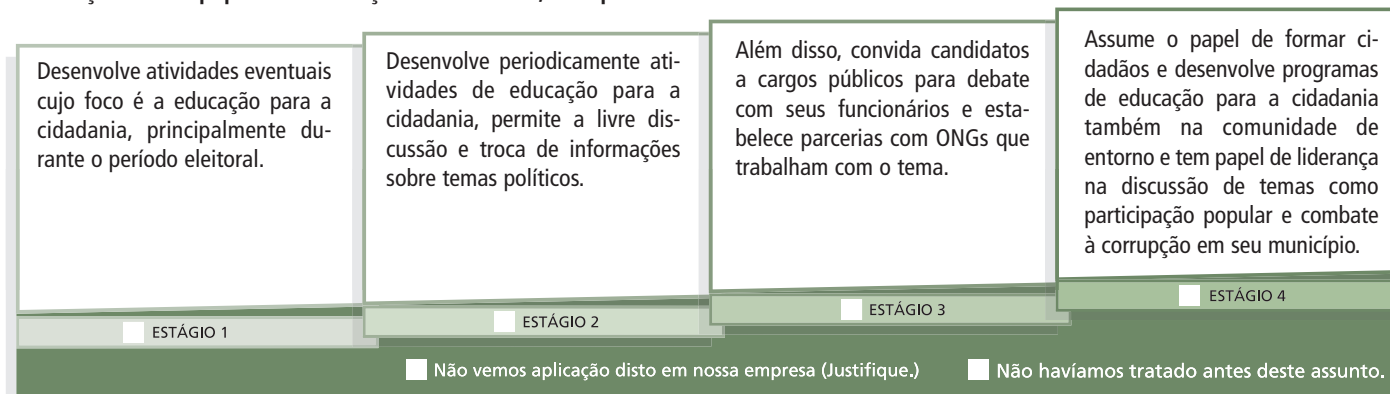 Desenvolve atividades eventuais
cujo foco é a educação para a
cidadania, principalmente du-
rante o período eleitoral.
ESTÁGIO 1
Desenvolve periodicamente ati-
vidades de educação para a
cidadania, permite a livre dis-
cussão e troca de informações
sobre temas políticos.
ESTÁGIO 2
Além disso, convida candidatos
a cargos públicos para debate
com seus funcionários e esta-
belece parcerias com ONGs que
trabalham com o tema.
ESTÁGIO 3
Assume o papel de formar ci-
dadãos e desenvolve programas
de educação para a cidadania
também na comunidade de
entorno e tem papel de liderança
na discussão de temas como
participação popular e combate
à corrupção em seu município.
ESTÁGIO 4
Não vemos aplicação disto em nossa empresa (Justifique.)
Não havíamos tratado antes deste assunto.